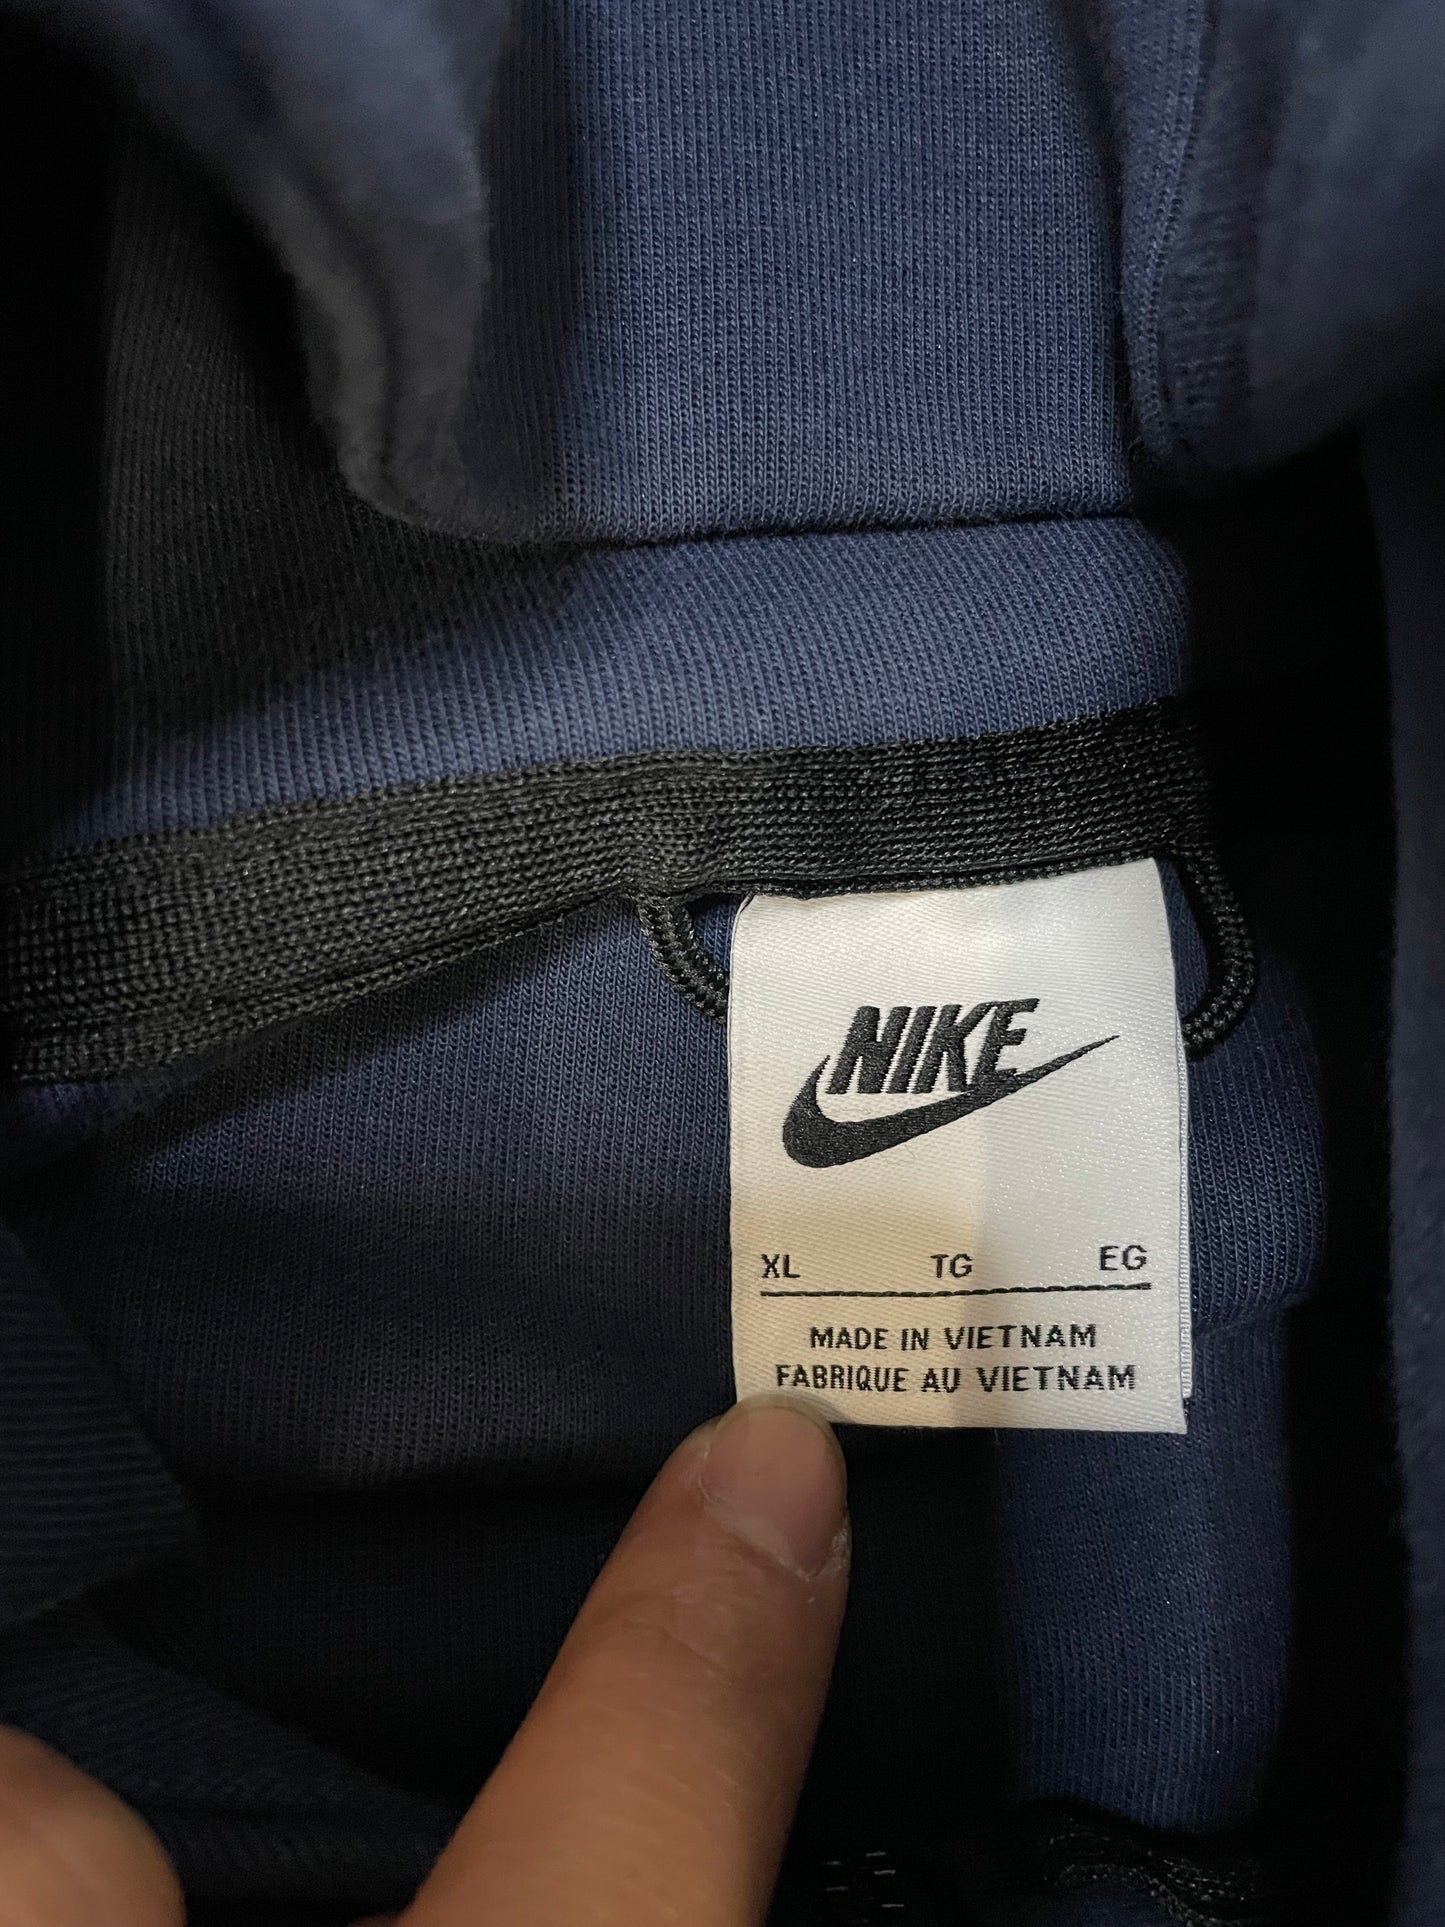 NIKE
XL TG EG
MADE IN VIETNAM
FABRIQUE AU VIETNAM